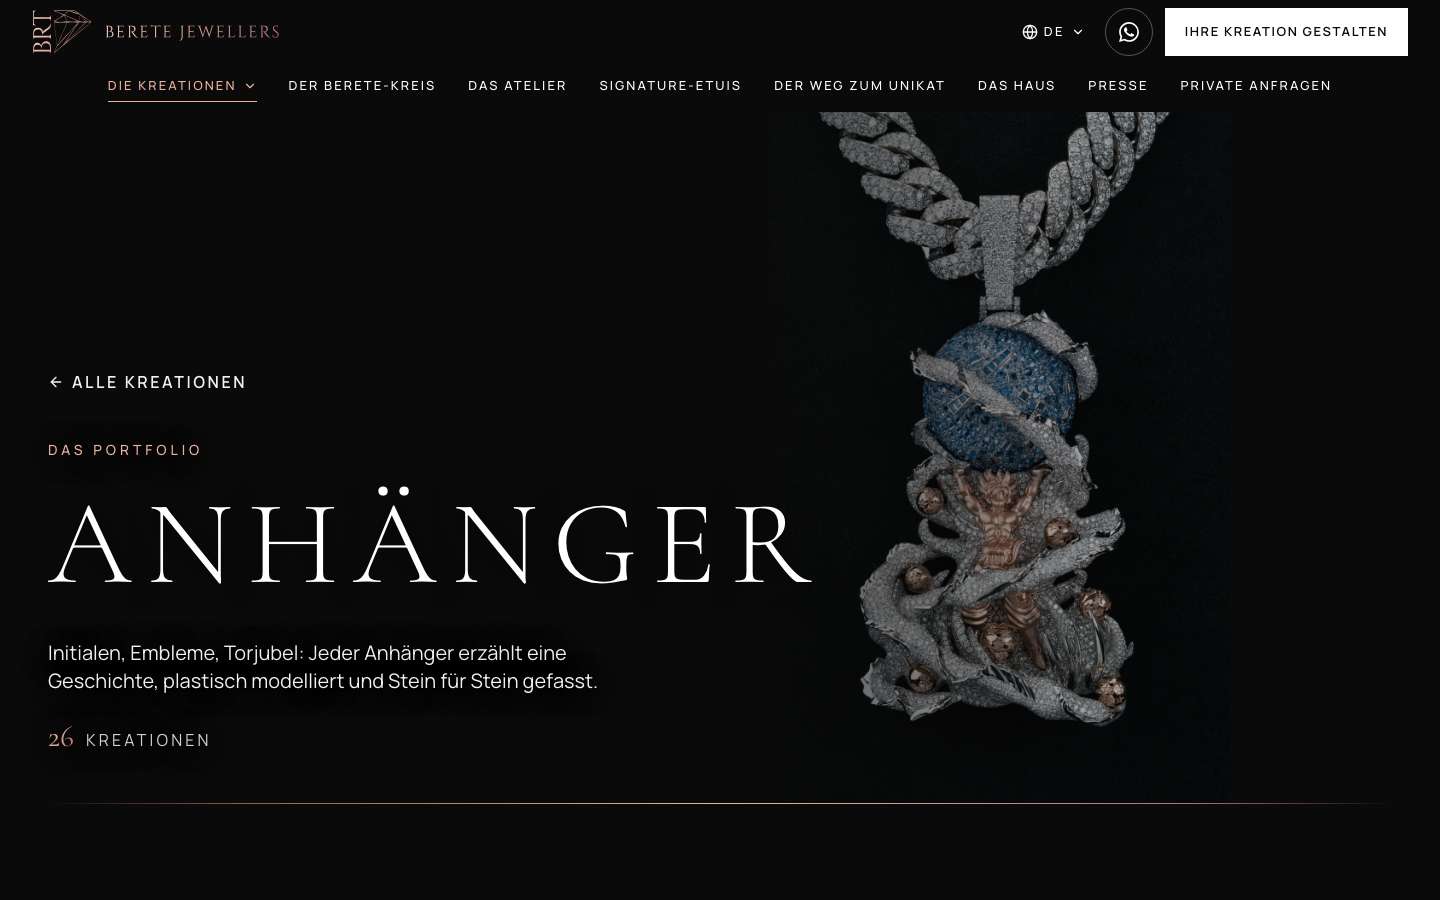 BRT
BERETE JEWELLERS
DE
IHRE KREATION GESTALTEN
DIE KREATIONEN
DER BERETE-KREIS
DAS ATELIER
SIGNATURE-ETUIS
DER WEG ZUM UNIKAT
DAS HAUS
PRESSE
PRIVATE ANFRAGEN
← ALLE KREATIONEN
DAS PORTFOLIO
ANHÄNGER
Initialen, Embleme, Torjubel: Jeder Anhänger erzählt eine
Geschichte, plastisch modelliert und Stein für Stein gefasst.
26 KREATIONEN